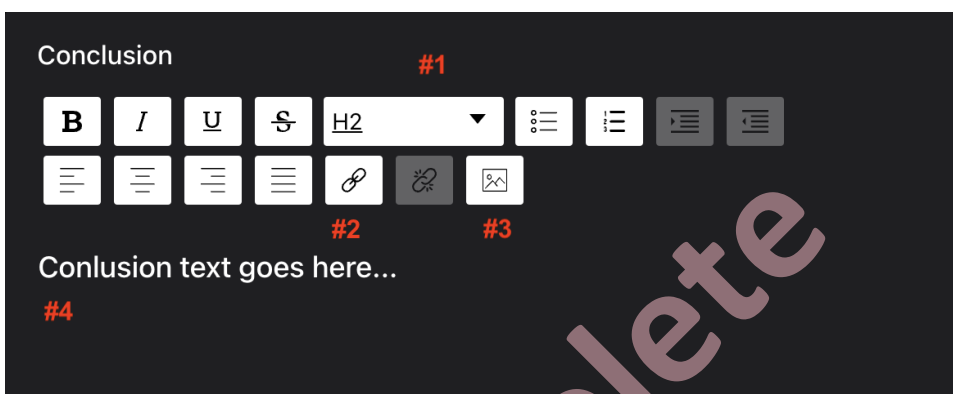 Conclusion
#1
B I U S H2
#2 #3
Conlusion text goes here...
#4
lete